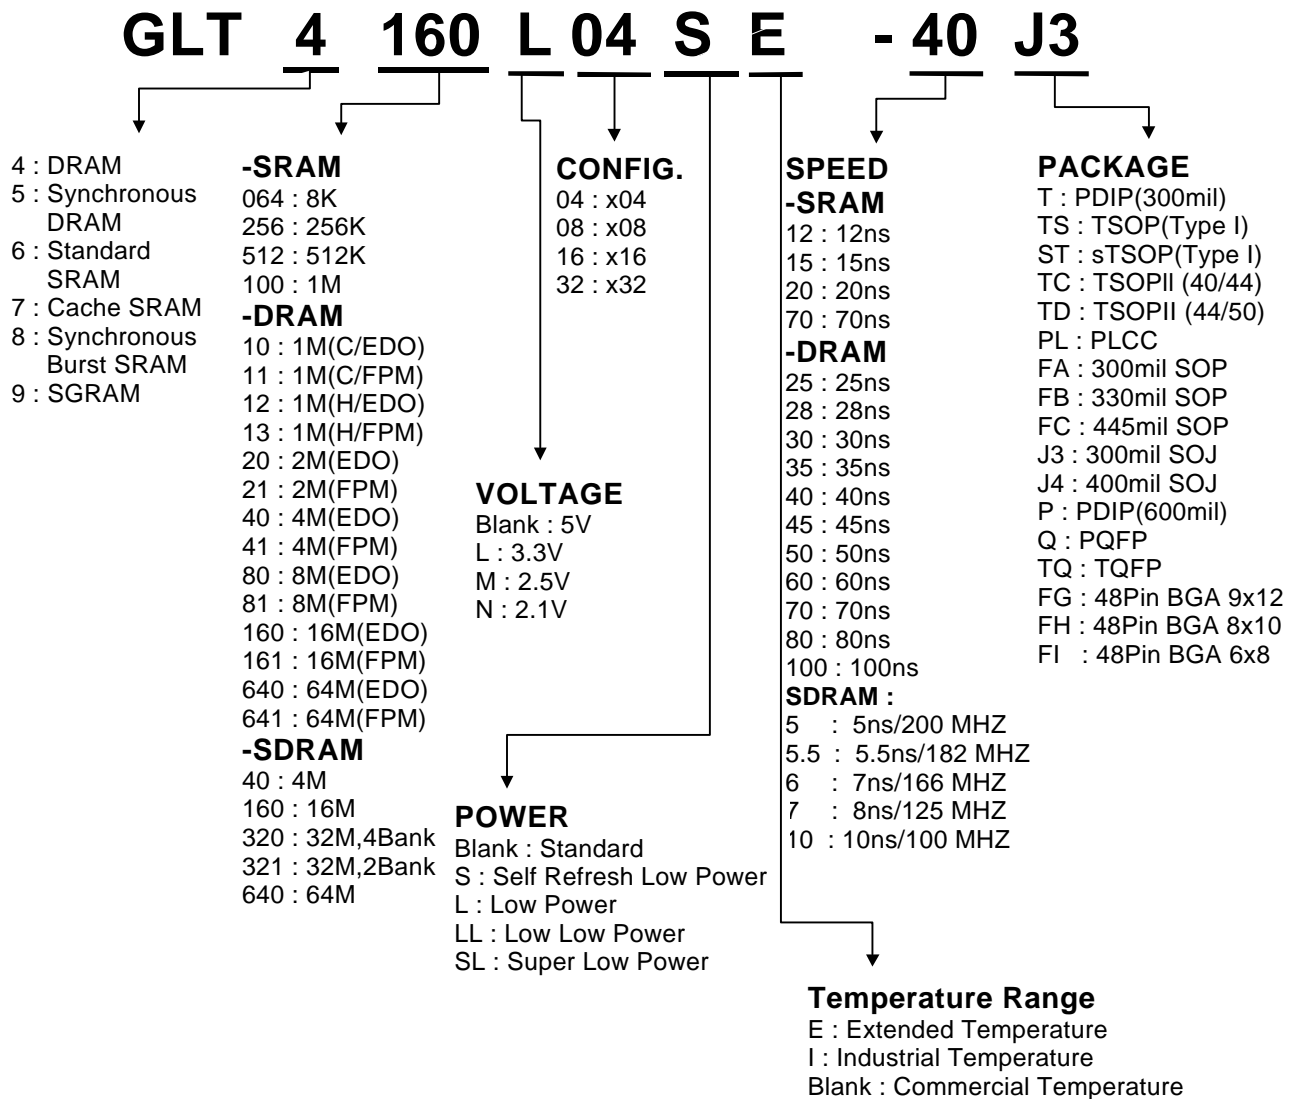 GLT 4 160 L 04 S E - 40 J3
4 : DRAM
5 : Synchronous
DRAM
6 : Standard
SRAM
7 : Cache SRAM
8 : Synchronous
Burst SRAM
9 : SGRAM
-SRAM
064 : 8K
256 : 256K
512 : 512K
100 : 1M
-DRAM
10 : 1M(C/EDO)
11 : 1M(C/FPM)
12 : 1M(H/EDO)
13 : 1M(H/FPM)
20 : 2M(EDO)
21 : 2M(FPM)
40 : 4M(EDO)
41 : 4M(FPM)
80 : 8M(EDO)
81 : 8M(FPM)
160 : 16M(EDO)
161 : 16M(FPM)
640 : 64M(EDO)
641 : 64M(FPM)
-SDRAM
40 : 4M
160 : 16M
320 : 32M,4Bank
321 : 32M,2Bank
640 : 64M
VOLTAGE
Blank : 5V
L : 3.3V
M : 2.5V
N : 2.1V
CONFIG.
04 : x04
08 : x08
16 : x16
32 : x32
POWER
Blank : Standard
S : Self Refresh Low Power
L : Low Power
LL : Low Low Power
SL : Super Low Power
SPEED
-SRAM
12 : 12ns
15 : 15ns
20 : 20ns
70 : 70ns
-DRAM
25 : 25ns
28 : 28ns
30 : 30ns
35 : 35ns
40 : 40ns
45 : 45ns
50 : 50ns
60 : 60ns
70 : 70ns
80 : 80ns
100 : 100ns
SDRAM :
5 : 5ns/200 MHZ
5.5 : 5.5ns/182 MHZ
6 : 7ns/166 MHZ
7 : 8ns/125 MHZ
10 : 10ns/100 MHZ
PACKAGE
T : PDIP(300mil)
TS : TSOP(Type I)
ST : sTSOP(Type I)
TC : TSOPll (40/44)
TD : TSOPII (44/50)
PL : PLCC
FA : 300mil SOP
FB : 330mil SOP
FC : 445mil SOP
J3 : 300mil SOJ
J4 : 400mil SOJ
P : PDIP(600mil)
Q : PQFP
TQ : TQFP
FG : 48Pin BGA 9x12
FH : 48Pin BGA 8x10
FI : 48Pin BGA 6x8
Temperature Range
E : Extended Temperature
I : Industrial Temperature
Blank : Commercial Temperature